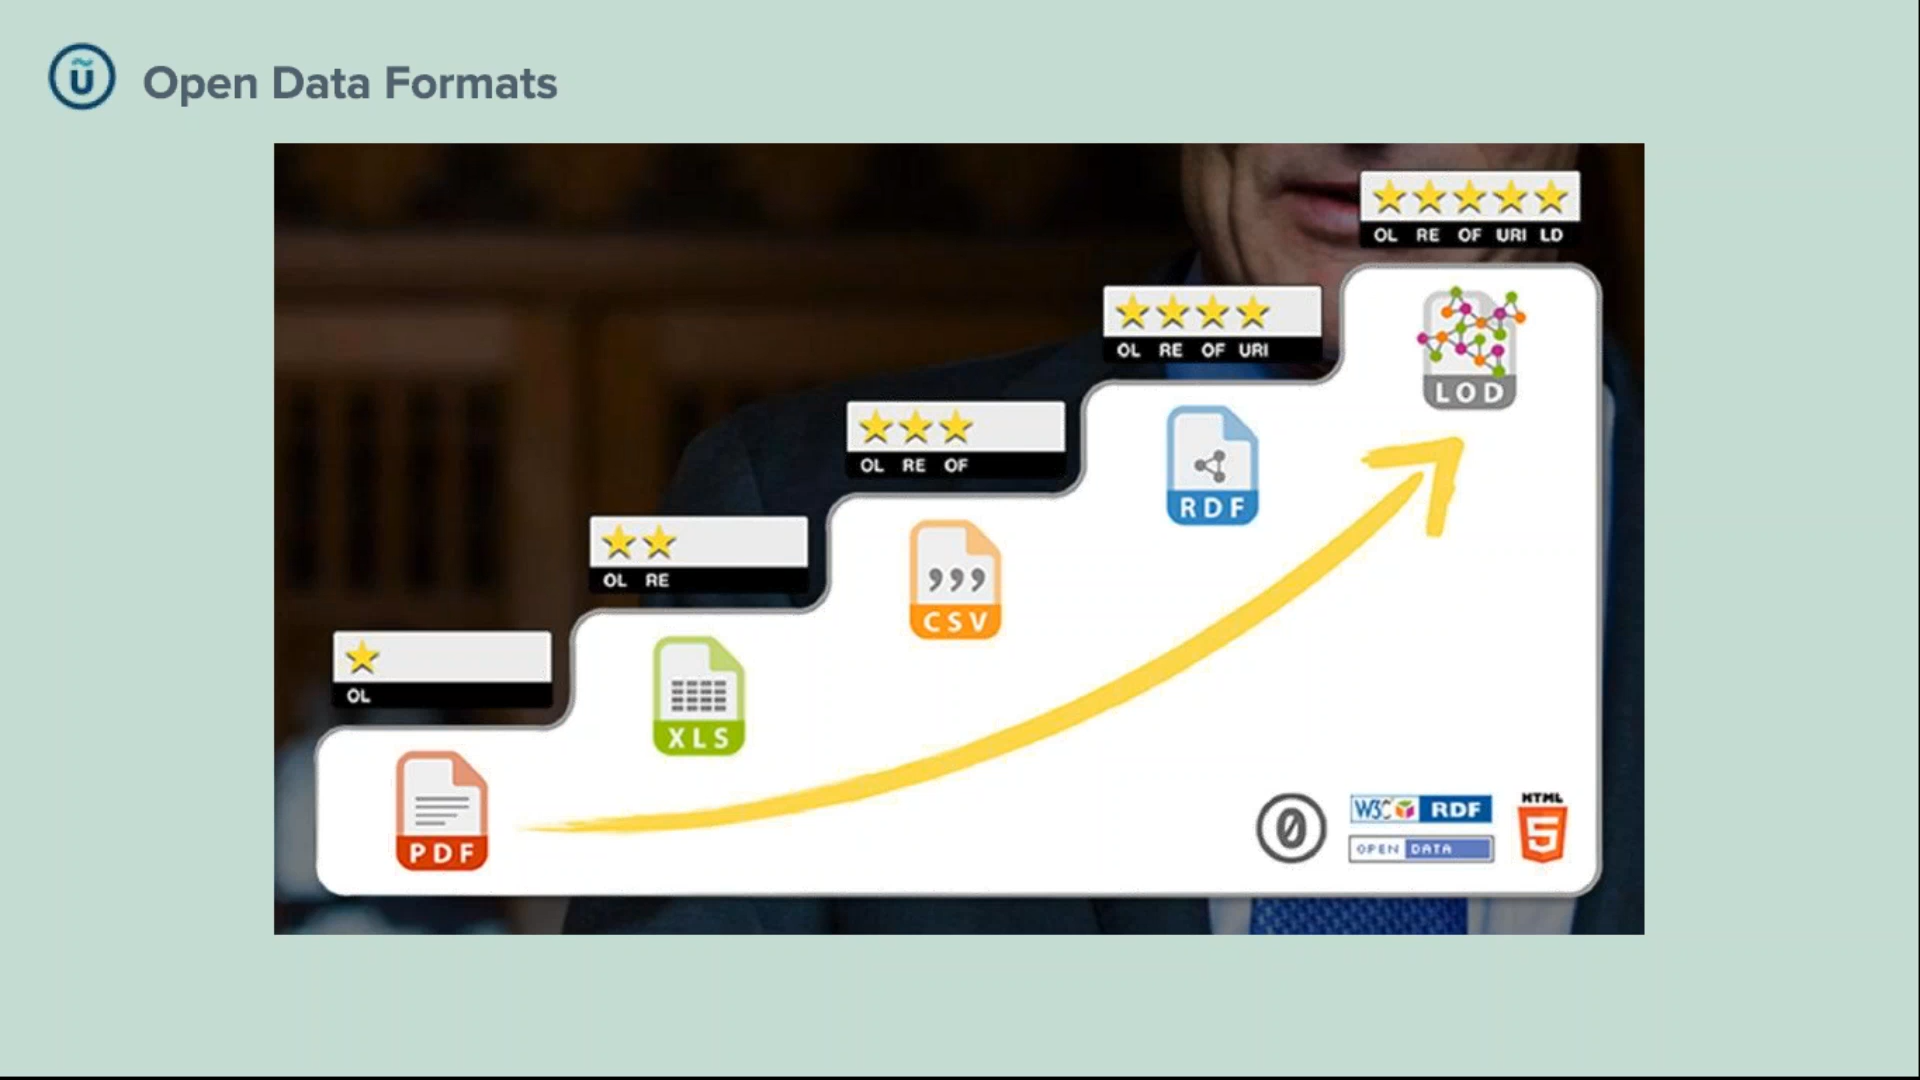 ũ Open Data Formats
OL RE OF URI LD
LOD
OL RE OF URI
RDF
OL RE OF
,,,
CSV
OL RE
XLS
OL
PDF
0
W3C RDF
OPEN DATA
HTML
5